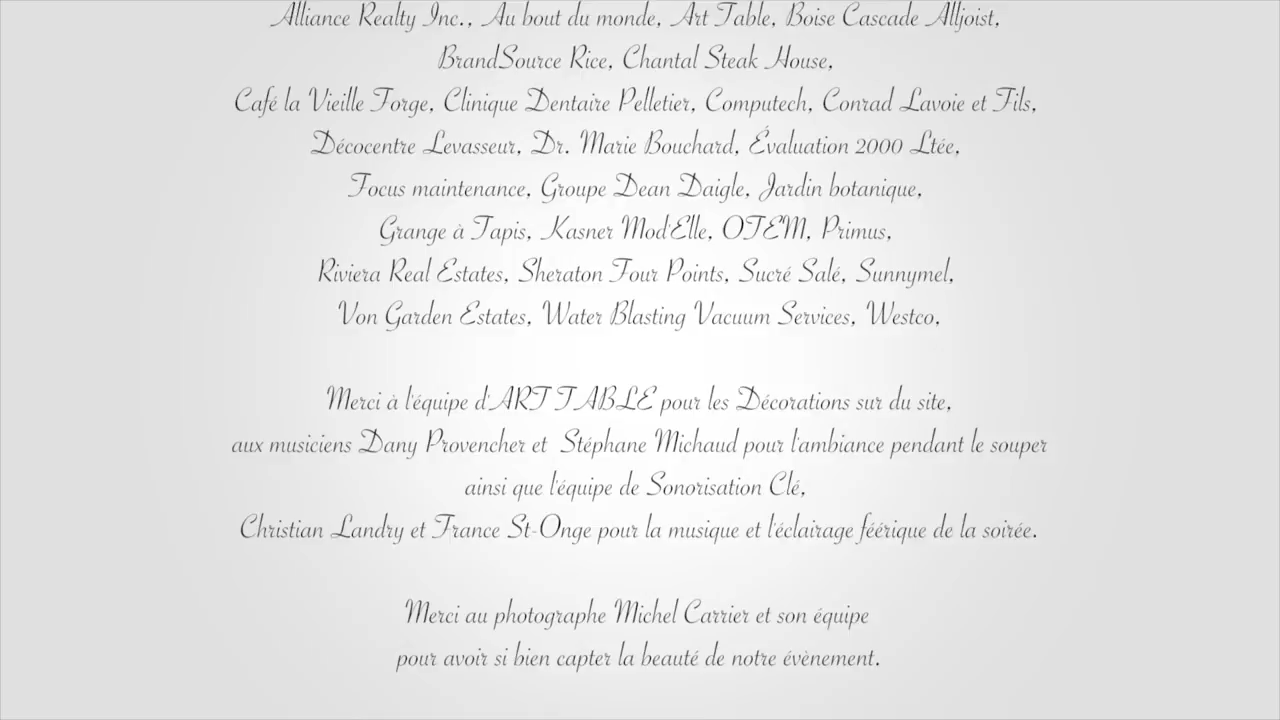 Alliance Realty Inc., Au bout du monde, Art Table, Boise Cascade Alljoist,
BrandSource Rice, Chantal Steak House,
Café la Vieille Forge, Clinique Dentaire Pelletier, Computech, Conrad Lavoie et Fils,
Décocentre Levasseur, Dr. Marie Bouchard, Évaluation 2000 Ltée,
Focus maintenance, Groupe Dean Daigle, Jardin botanique,
Grange à Tapis, Kasner Mod'Elle, OTEM, Primus,
Riviera Real Estates, Sheraton Four Points, Sucré Salé, Sunnymel,
Von Garden Estates, Water Blasting Vacuum Services, Westco.
Merci à l'équipe d'ART TABLE pour les Décorations sur du site,
aux musiciens Dany Provencher et Stéphane Michaud pour l'ambiance pendant le souper
ainsi que l'équipe de Sonorisation Clé,
Christian Landry et France St-Onge pour la musique et l'éclairage féérique de la soirée.
Merci au photographe Michel Carrier et son équipe
pour avoir si bien capter la beauté de notre évènement.